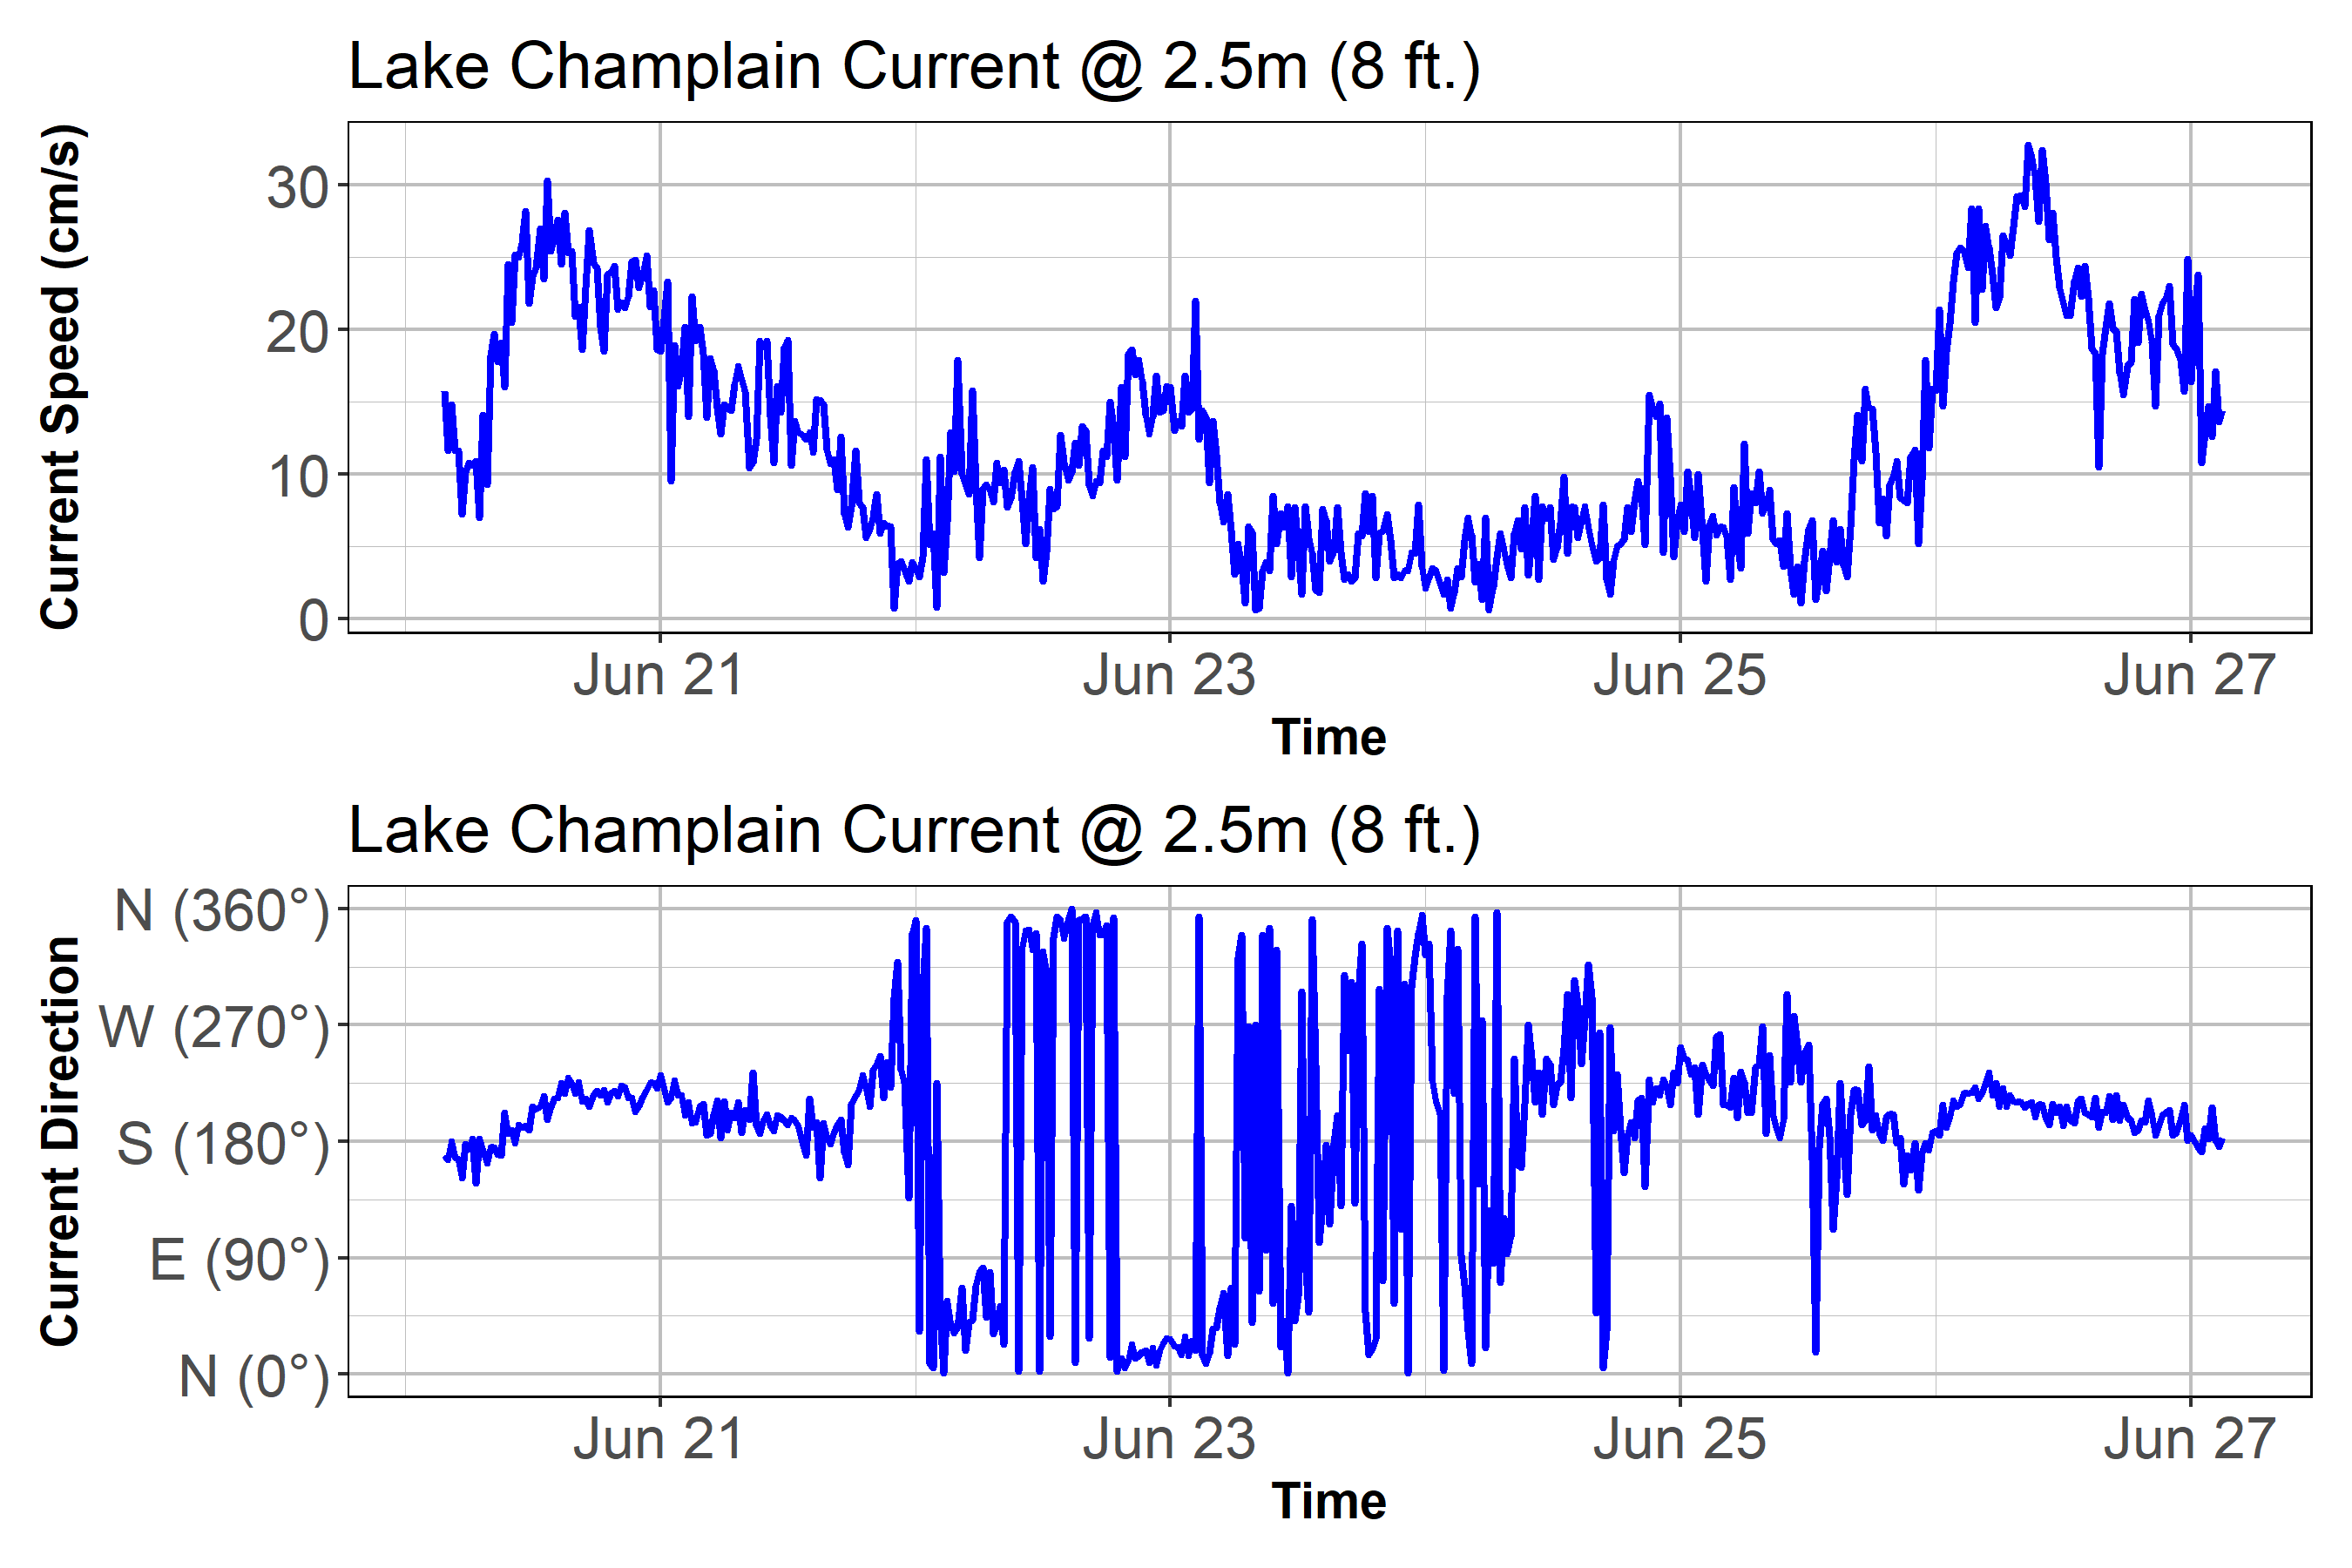 Lake Champlain Current @ 2.5m (8 ft.)
Current Speed (cm/s)
30
20
10
0
Jun 21 Jun 23 Jun 25 Jun 27
Time
Lake Champlain Current @ 2.5m (8 ft.)
Current Direction
N (360°)
W (270°)
S (180°)
E (90°)
N (0°)
Jun 21 Jun 23 Jun 25 Jun 27
Time